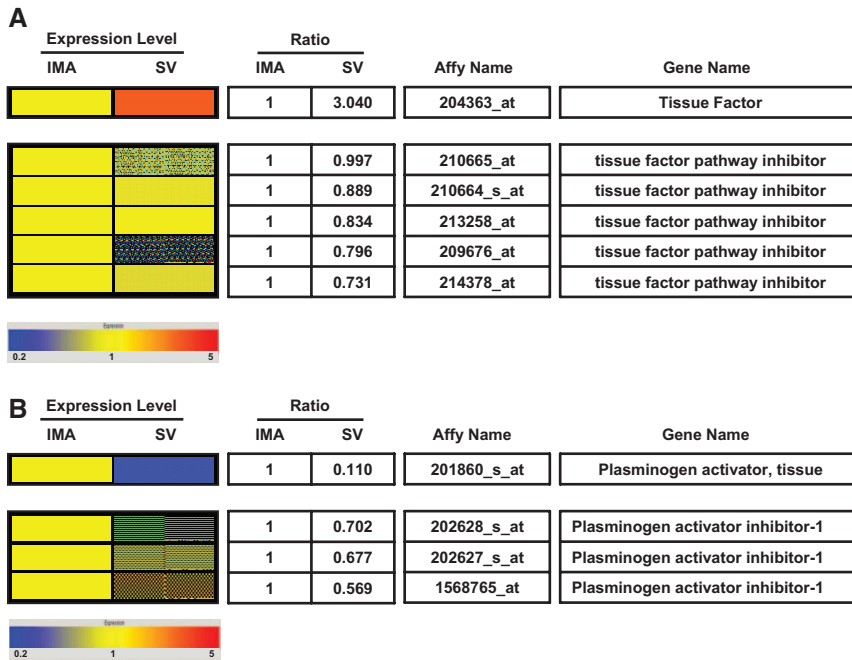 A
Expression Level Ratio
IMA SV IMA SV Affy Name Gene Name
1 3.040 204363_at Tissue Factor
1 0.997 210665_at tissue factor pathway inhibitor
1 0.889 210664_s_at tissue factor pathway inhibitor
1 0.834 213258_at tissue factor pathway inhibitor
1 0.796 209676_at tissue factor pathway inhibitor
1 0.731 214378_at tissue factor pathway inhibitor
0.2 1 5
B
Expression Level Ratio
IMA SV IMA SV Affy Name Gene Name
1 0.110 201860_s_at Plasminogen activator, tissue
1 0.702 202628_s_at Plasminogen activator inhibitor-1
1 0.677 202627_s_at Plasminogen activator inhibitor-1
1 0.569 1568765_at Plasminogen activator inhibitor-1
0.2 1 5